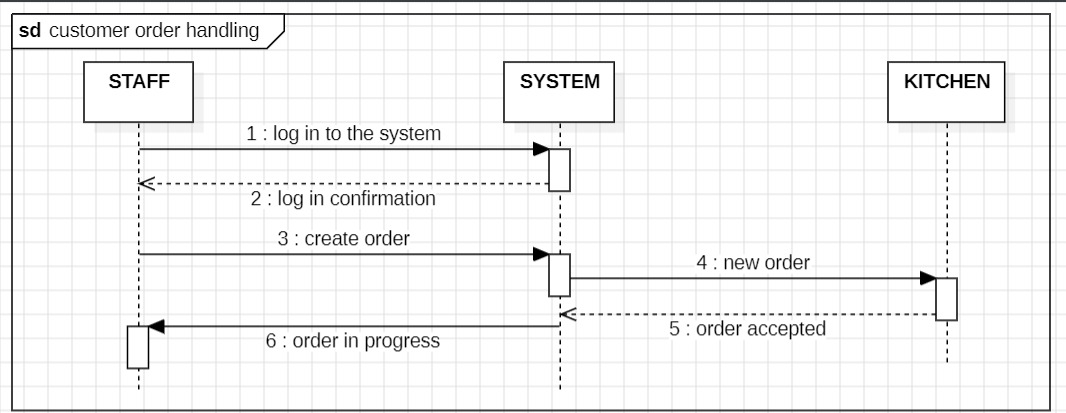 sd customer order handling
STAFF
SYSTEM
KITCHEN
1 : log in to the system
2 : log in confirmation
3 : create order
4 : new order
5 : order accepted
6 : order in progress